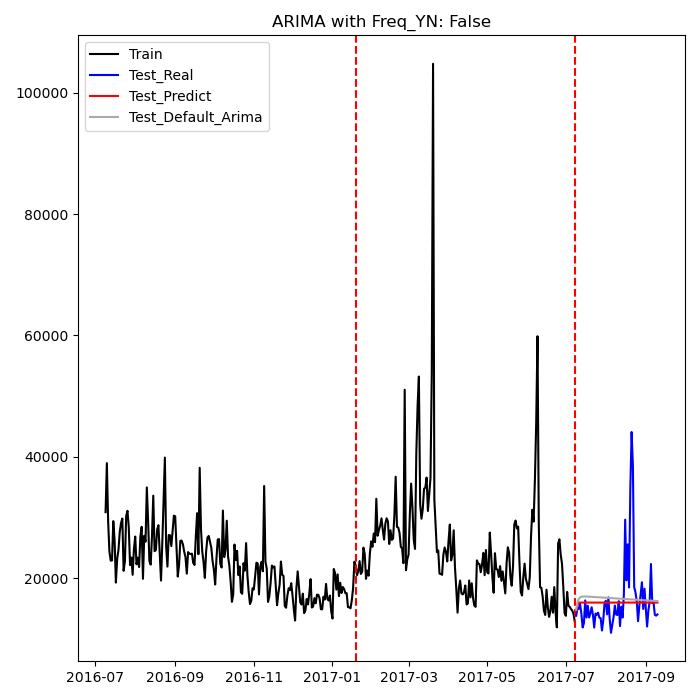 ARIMA with Freq_YN: False
Train
Test_Real
Test_Predict
Test_Default_Arima
100000
80000
60000
40000
20000
2016-07 2016-09 2016-11 2017-01 2017-03 2017-05 2017-07 2017-09